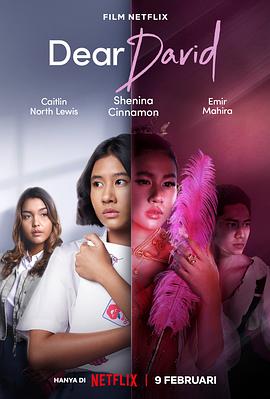 FILM NETFLIX
Dear David
Caitlin
North Lewis
Shenina
Cinnamon
Emir
Mahira
HANYA DI NETFLIX | 9 FEBRUARI